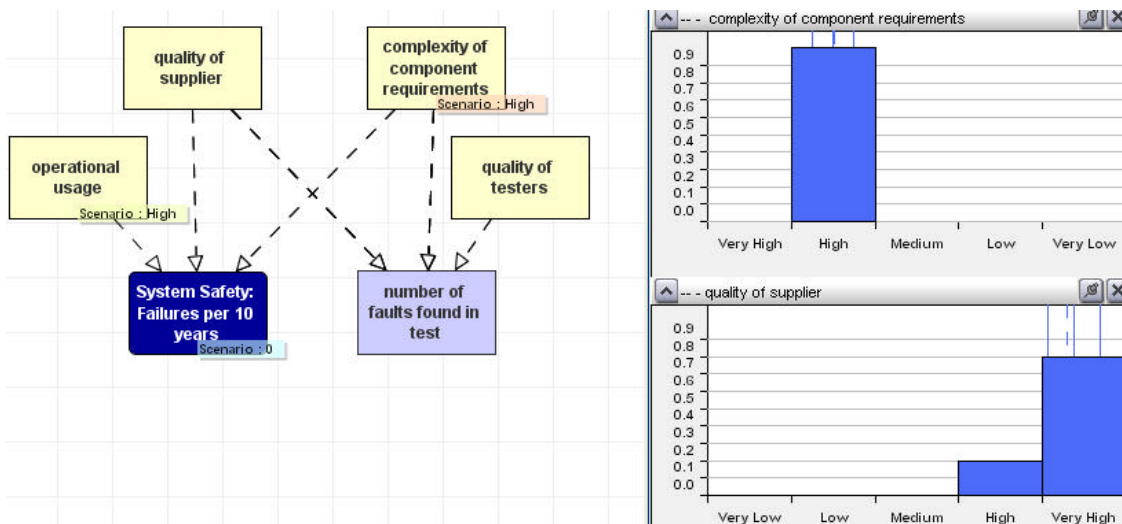 quality of
supplier
complexity of
component
requirements
Scenario : High
operational
usage
Scenario : High
quality of
testers
System Safety:
Failures per 10
years
Scenario : 0
number of
faults found in
test
-- - complexity of component requirements
0.9
0.8
0.7
0.6
0.5
0.4
0.3
0.2
0.1
0.0
Very High High Medium Low Very Low
-- - quality of supplier
0.9
0.8
0.7
0.6
0.5
0.4
0.3
0.2
0.1
0.0
Very Low Low Medium High Very High